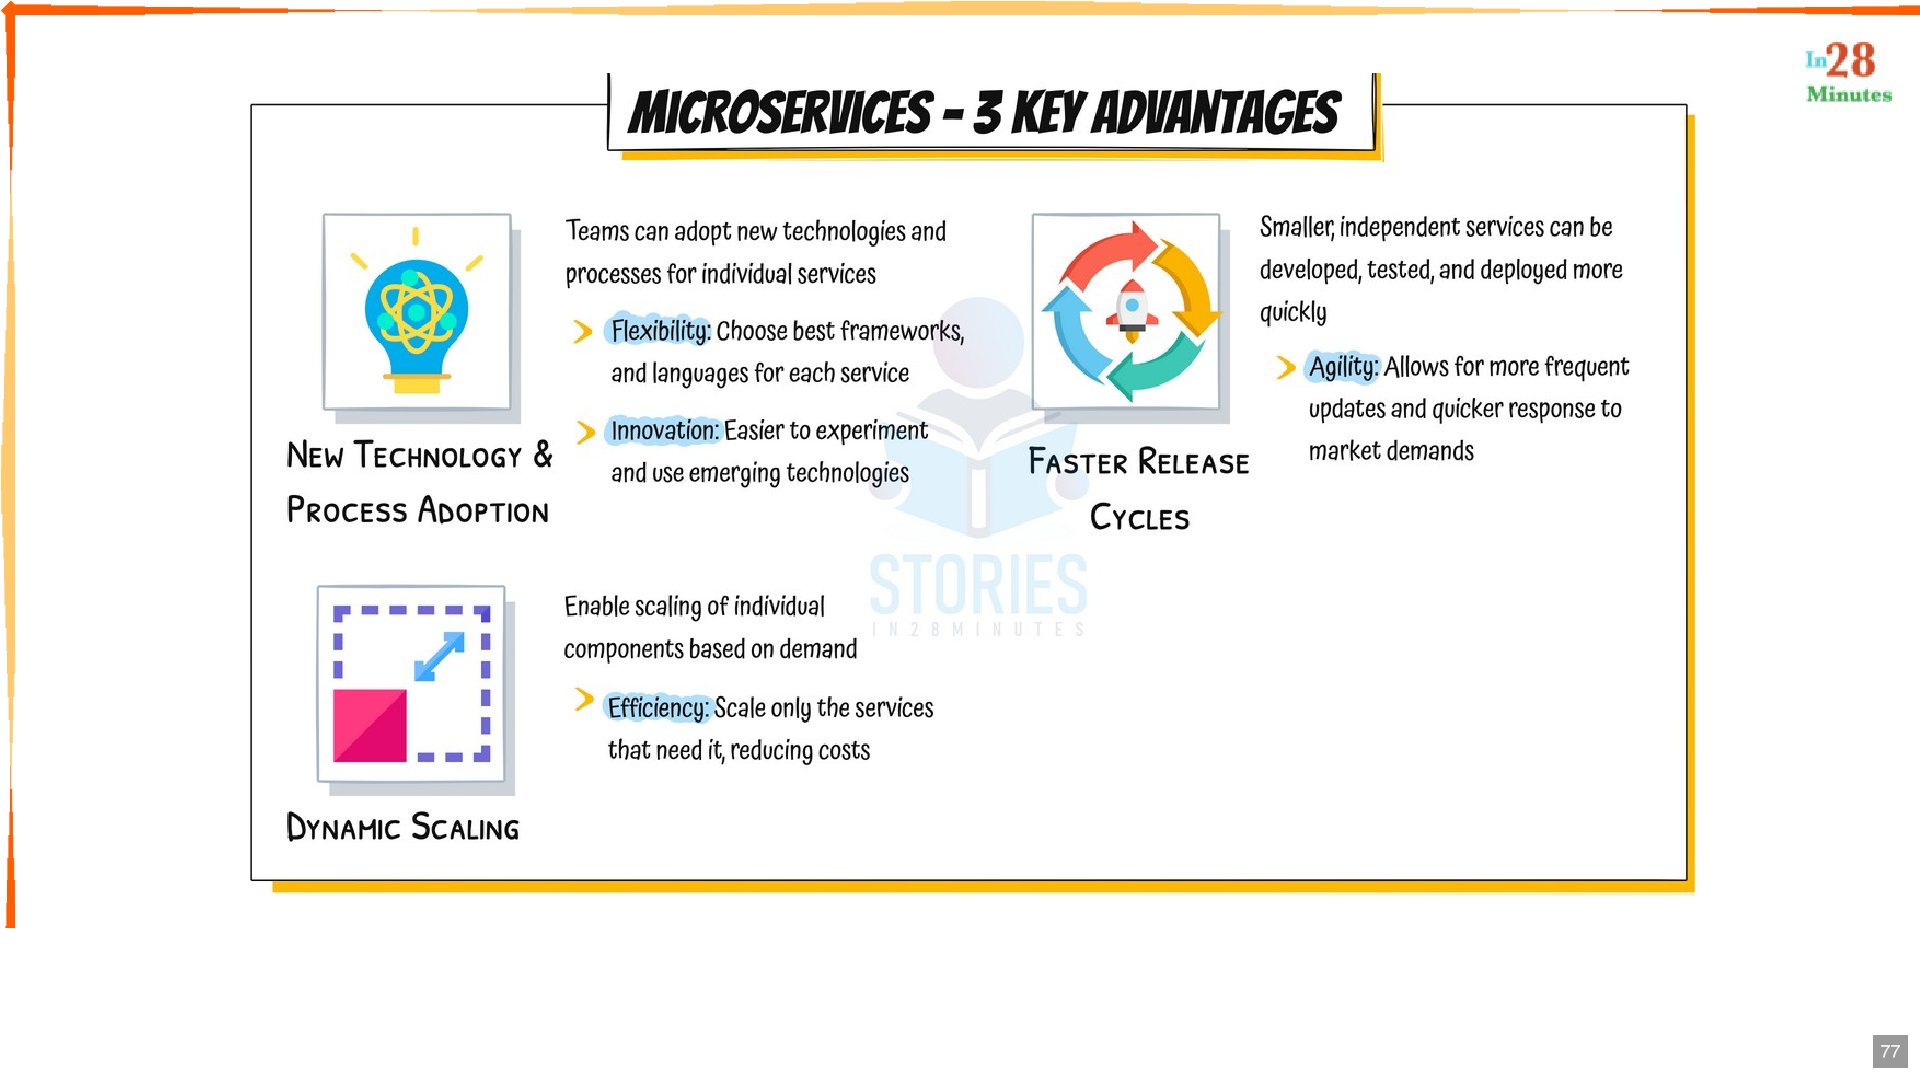 In28
Minutes
MICROSERVICES - 3 KEY ADVANTAGES
Teams can adopt new technologies and
processes for individual services
Flexibility: Choose best frameworks,
and languages for each service
Innovation: Easier to experiment
and use emerging technologies
NEW TECHNOLOGY &
PROCESS ADOPTION
Smaller, independent services can be
developed, tested, and deployed more
quickly
Agility: Allows for more frequent
updates and quicker response to
market demands
FASTER RELEASE
CYCLES
STORIES
IN28MINUTES
Enable scaling of individual
components based on demand
Efficiency: Scale only the services
that need it, reducing costs
DYNAMIC SCALING
77